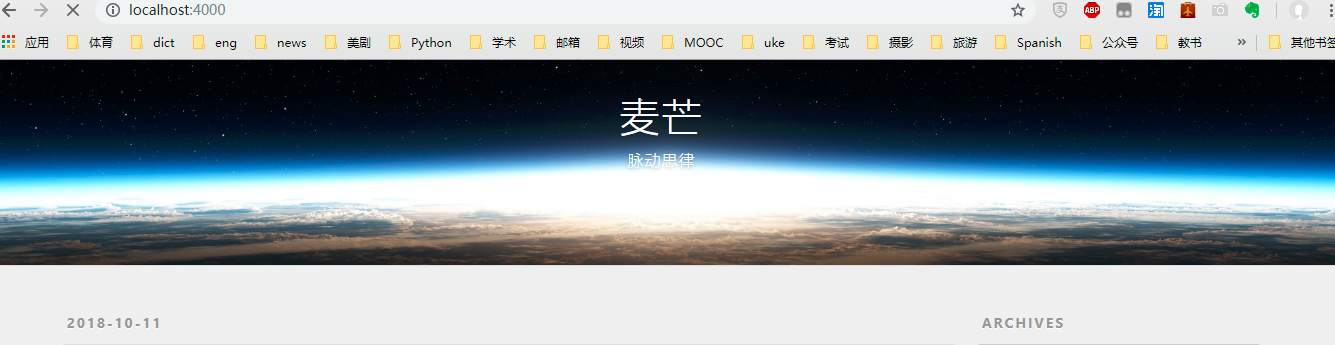 localhost:4000
应用 体育 dict eng news 美剧 Python 学术 邮箱 视频 MOOC uke 考试 摄影 旅游 Spanish 公众号 教书 » 其他书签
麦芒
脉动思律
2018-10-11 ARCHIVES